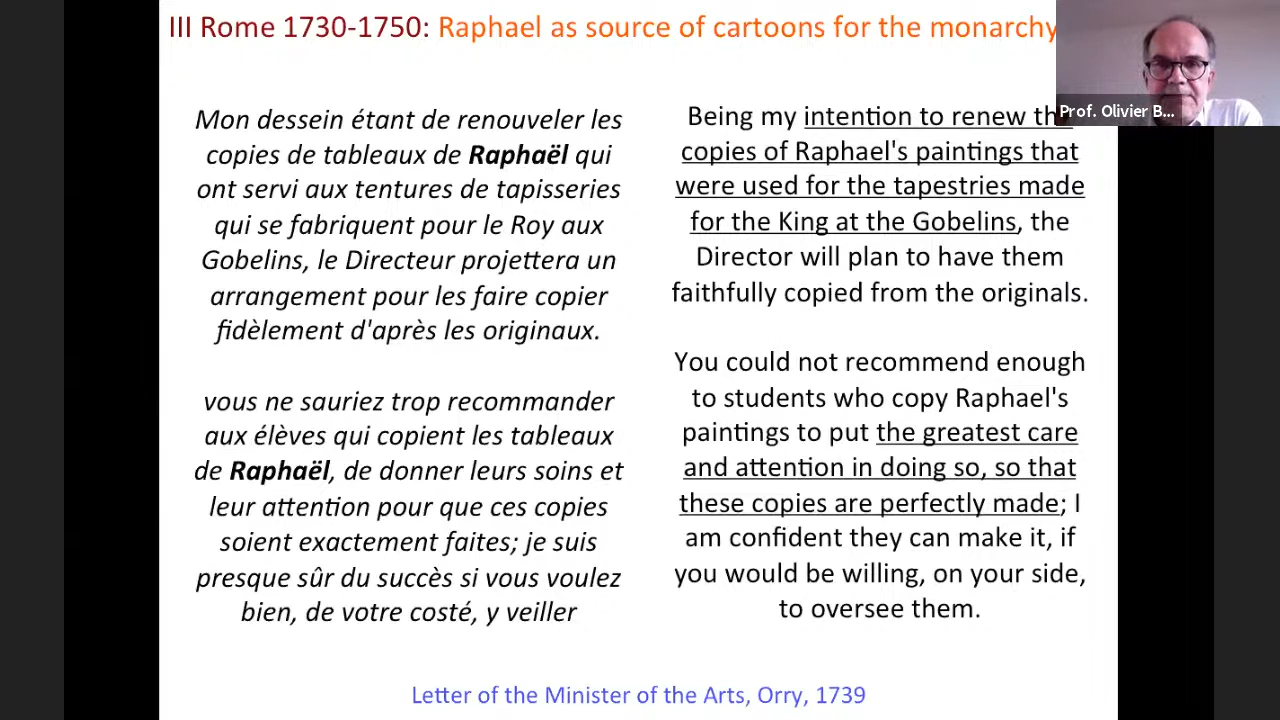 III Rome 1730-1750: Raphael as source of cartoons for the monarchy
Prof. Olivier B...
Mon dessein étant de renouveler les
copies de tableaux de Raphaël qui
ont servi aux tentures de tapisseries
qui se fabriquent pour le Roy aux
Gobelins, le Directeur projettera un
arrangement pour les faire copier
fidèlement d'après les originaux.
vous ne sauriez trop recommander
aux élèves qui copient les tableaux
de Raphaël, de donner leurs soins et
leur attention pour que ces copies
soient exactement faites; je suis
presque sûr du succès si vous voulez
bien, de votre costé, y veiller
Being my intention to renew the
copies of Raphael's paintings that
were used for the tapestries made
for the King at the Gobelins, the
Director will plan to have them
faithfully copied from the originals.
You could not recommend enough
to students who copy Raphael's
paintings to put the greatest care
and attention in doing so, so that
these copies are perfectly made; I
am confident they can make it, if
you would be willing, on your side,
to oversee them.
Letter of the Minister of the Arts, Orry, 1739